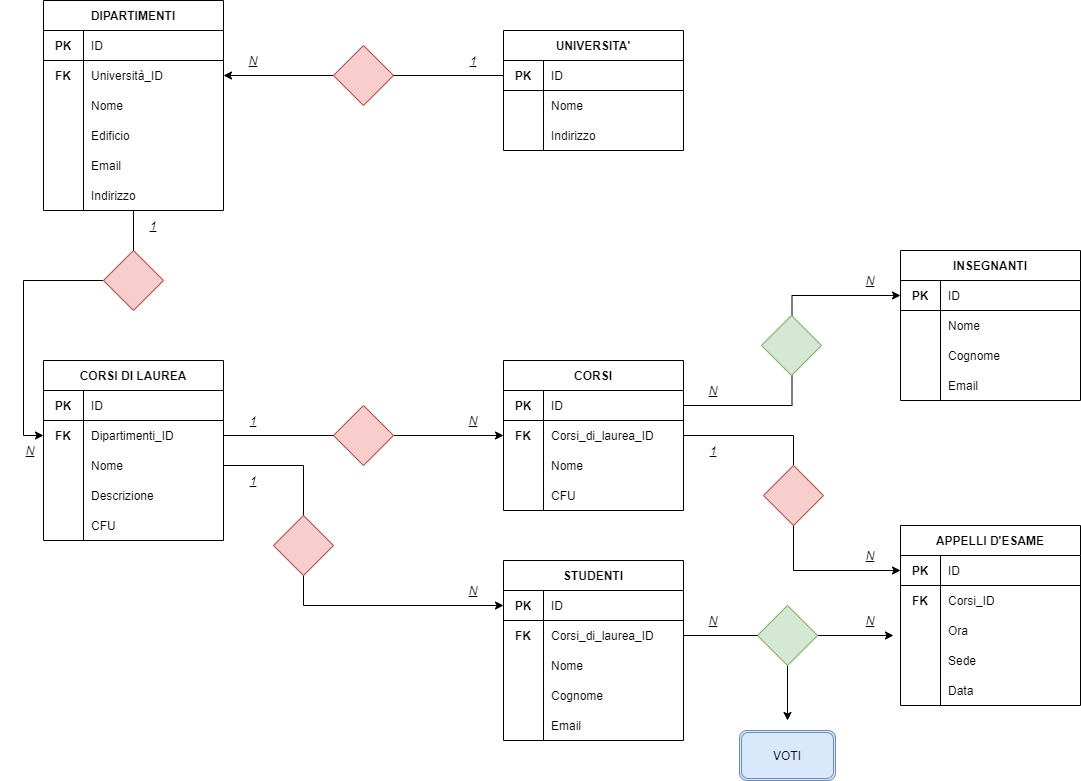 DIPARTIMENTI
PK ID
FK Università_ID
Nome
Edificio
Email
Indirizzo
N
1
UNIVERSITA'
PK ID
Nome
Indirizzo
1
N
CORSI DI LAUREA
PK ID
FK Dipartimenti_ID
Nome
Descrizione
CFU
1
N
1
N
CORSI
PK ID
FK Corsi_di_laurea_ID
Nome
CFU
N
N
1
N
INSEGNANTI
PK ID
Nome
Cognome
Email
STUDENTI
PK ID
FK Corsi_di_laurea_ID
Nome
Cognome
Email
N
N
APPELLI D'ESAME
PK ID
FK Corsi_ID
Ora
Sede
Data
VOTI